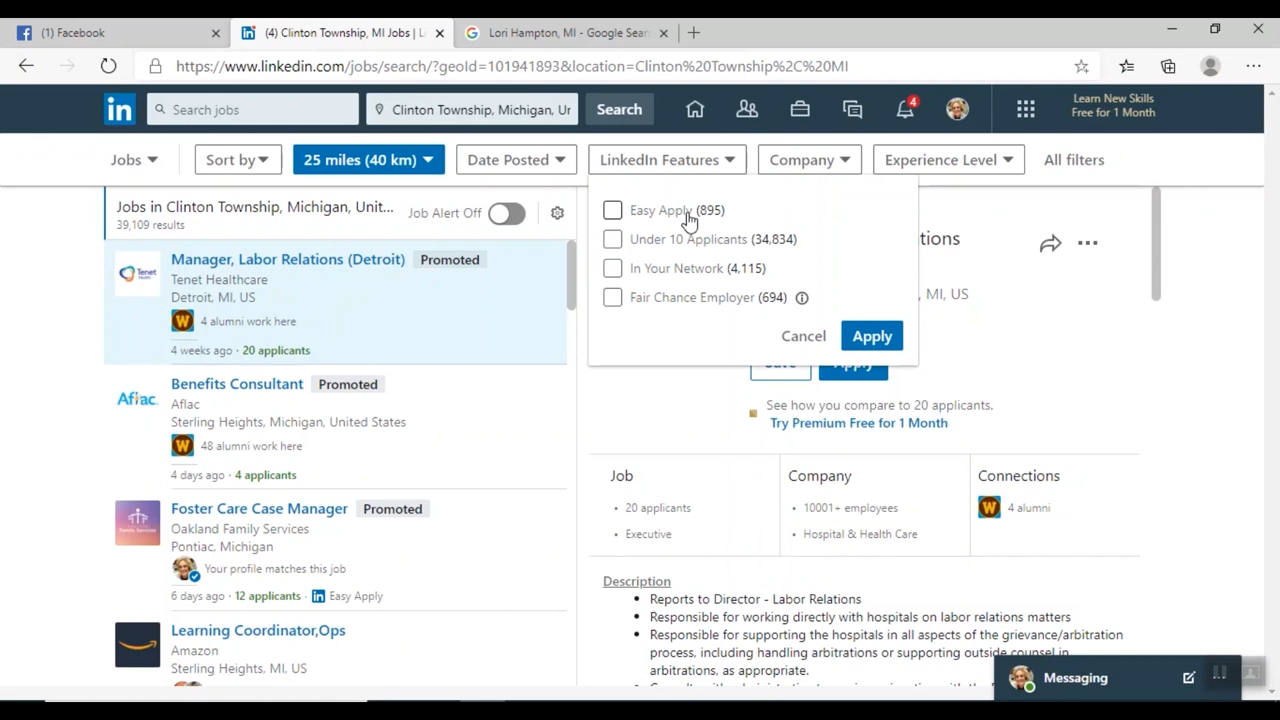 (1) Facebook
(4) Clinton Township, MI Jobs | Li
Lori Hampton, MI - Google Sear
https://www.linkedin.com/jobs/search/?geoId=101941893&location=Clinton%20Township%2C%20MI
in
Search jobs
Clinton Township, Michigan, Un
Search
4
Learn New Skills
Free for 1 Month
Jobs
Sort by
25 miles (40 km)
Date Posted
LinkedIn Features
Company
Experience Level
All filters
Jobs in Clinton Township, Michigan, Unit...
39,109 results
Job Alert Off
Easy Apply (895)
Under 10 Applicants (34,834)
In Your Network (4,115)
Fair Chance Employer (694)
Cancel
Apply
tions
, MI, US
Save
Apply
See how you compare to 20 applicants.
Try Premium Free for 1 Month
Manager, Labor Relations (Detroit)
Promoted
Tenet Healthcare
Detroit, MI, US
4 alumni work here
4 weeks ago · 20 applicants
Benefits Consultant
Promoted
Aflac
Sterling Heights, Michigan, United States
48 alumni work here
4 days ago · 4 applicants
Foster Care Case Manager
Promoted
Oakland Family Services
Pontiac, Michigan
Your profile matches this job
6 days ago · 12 applicants · in Easy Apply
Learning Coordinator,Ops
Amazon
Sterling Heights, MI, US
Job
20 applicants
Executive
Company
10001+ employees
Hospital & Health Care
Connections
4 alumni
Description
Reports to Director - Labor Relations
Responsible for working directly with hospitals on labor relations matters
Responsible for supporting the hospitals in all aspects of the grievance/arbitration
process, including handling arbitrations or supporting outside counsel in
arbitrations, as appropriate.
Messaging